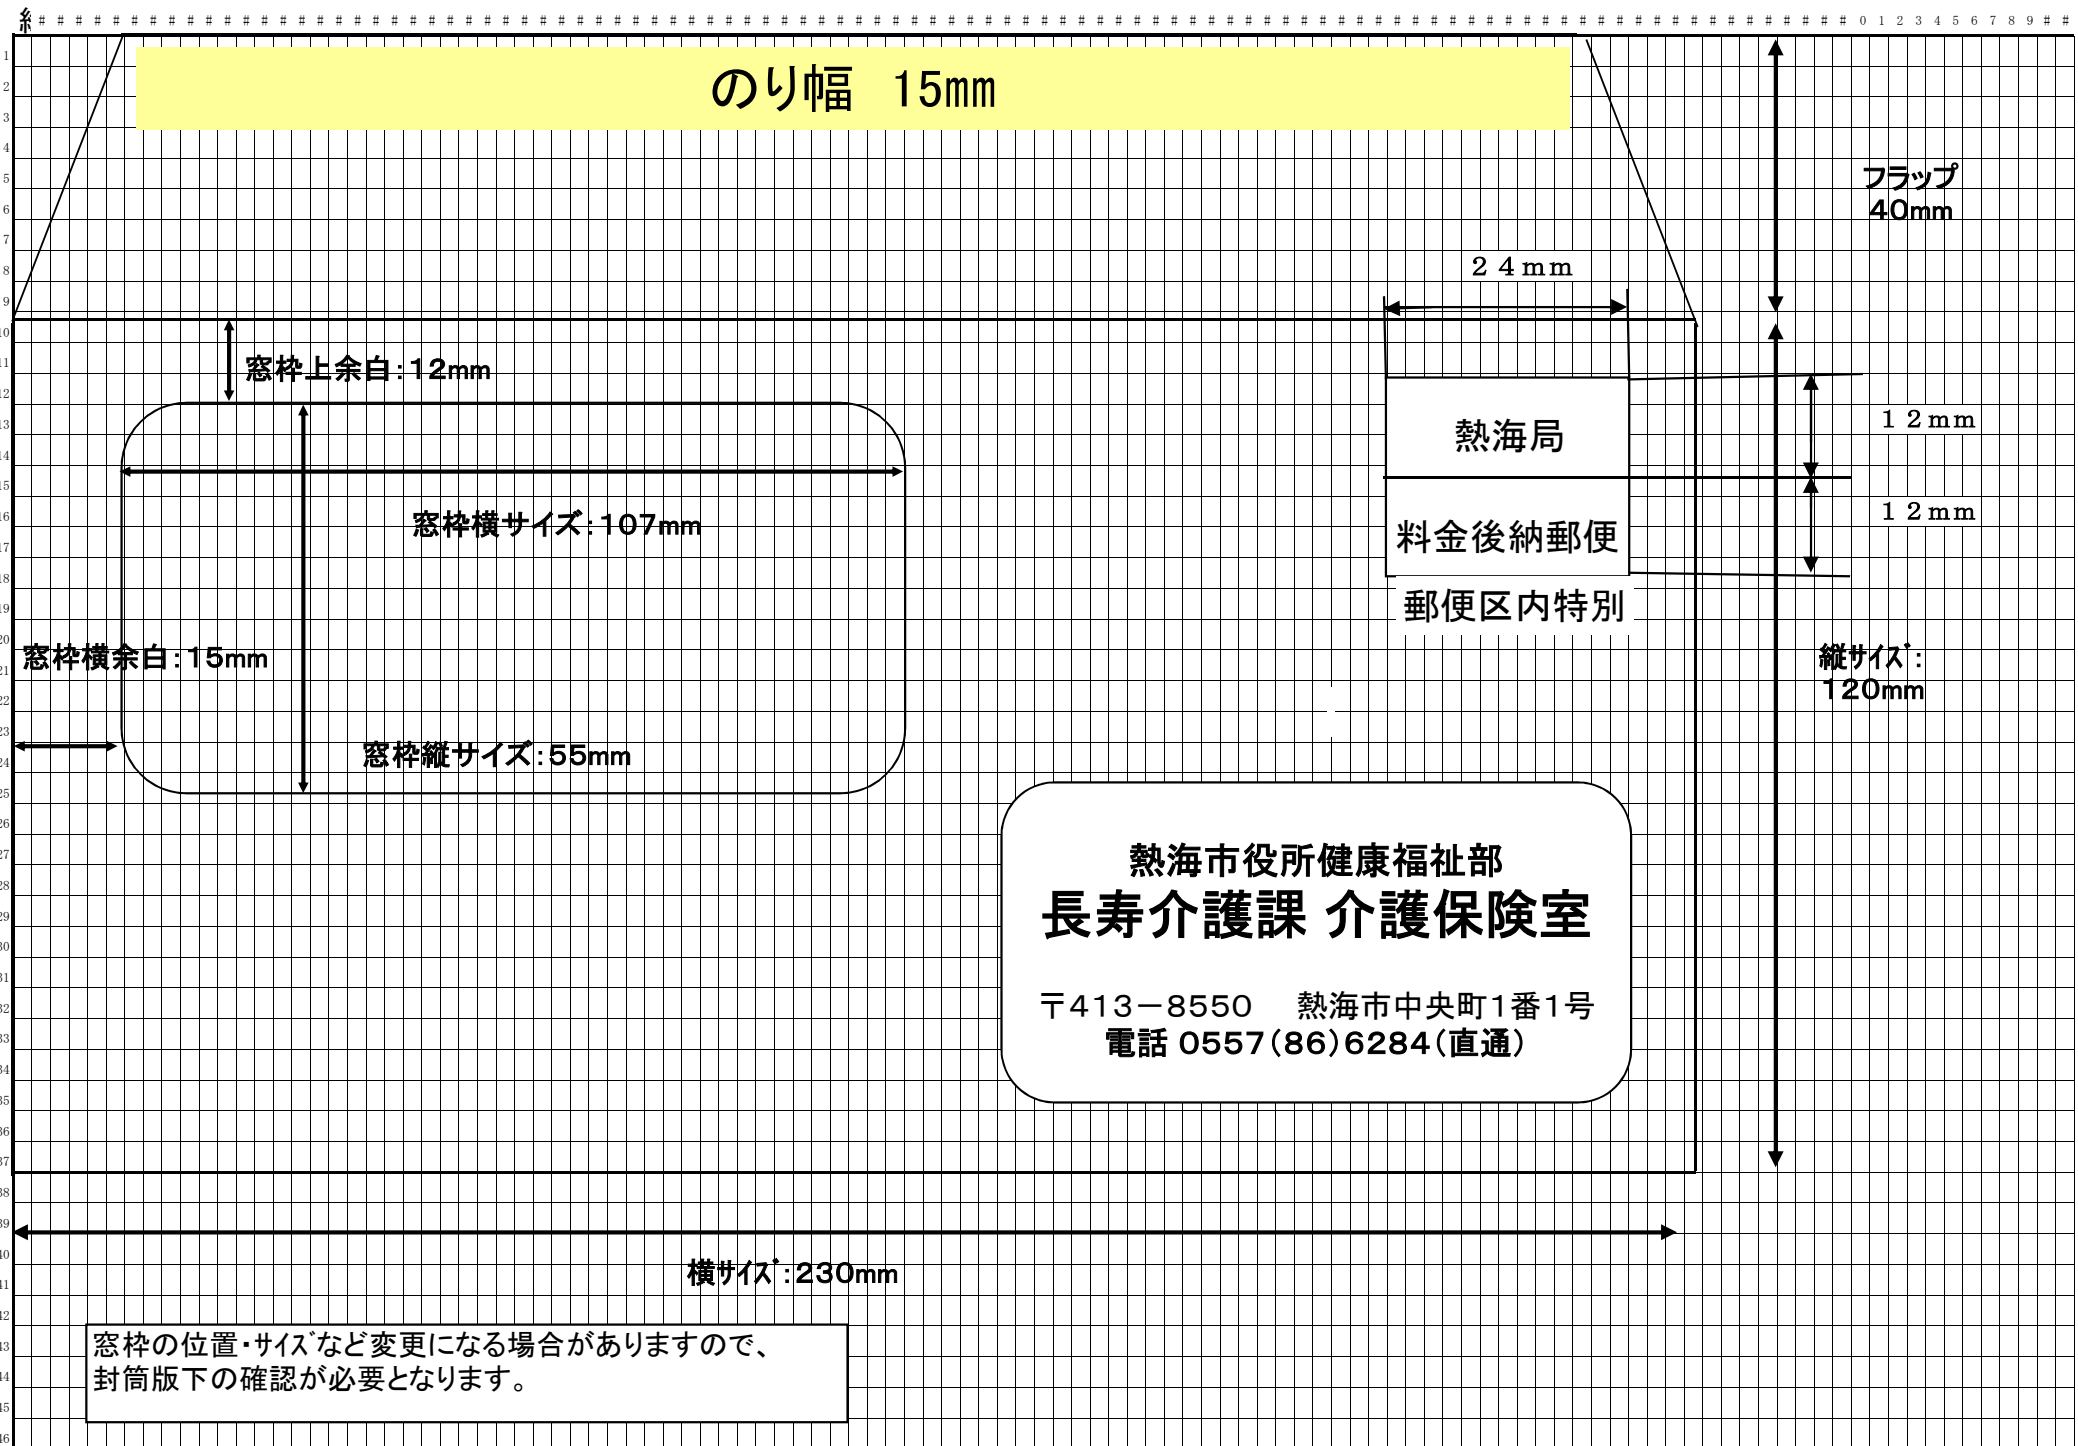 のり幅　15mm
フラップ
40mm
２４mm
窓枠上余白：12mm
熱海局
１２mm
窓枠横サイズ：107mm
料金後納郵便
１２mm
郵便区内特別
窓枠横余白：15mm
縦サイズ：
120mm
窓枠縦サイズ：55mm
熱海市役所健康福祉部
長寿介護課 介護保険室
〒413－8550　熱海市中央町1番1号
電話 0557（86）6284（直通）
横サイズ：230mm
窓枠の位置・サイズなど変更になる場合がありますので、
封筒版下の確認が必要となります。